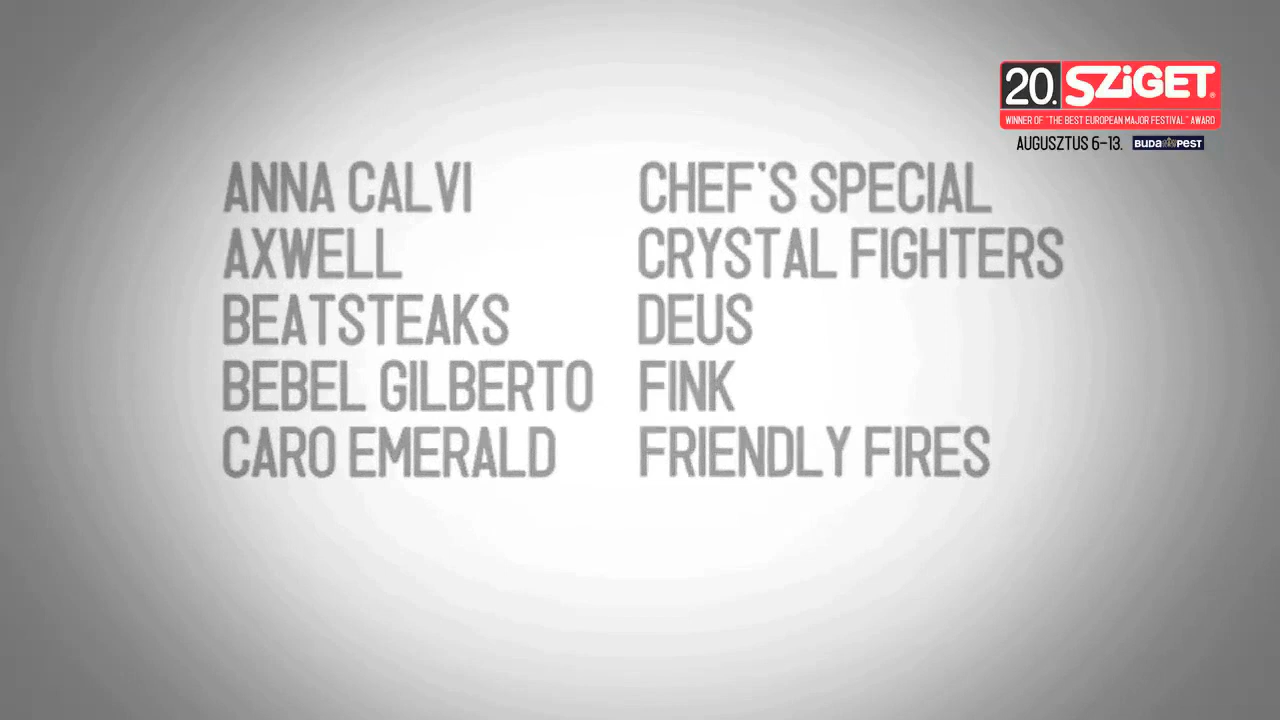 20. SZiGET
WINNER OF "THE BEST EUROPEAN MAJOR FESTIVAL" AWARD
AUGUSZTUS 6-13. BUDAPEST
ANNA CALVI
AXWELL
BEATSTEAKS
BEBEL GILBERTO
CARO EMERALD
CHEF'S SPECIAL
CRYSTAL FIGHTERS
DEUS
FINK
FRIENDLY FIRES